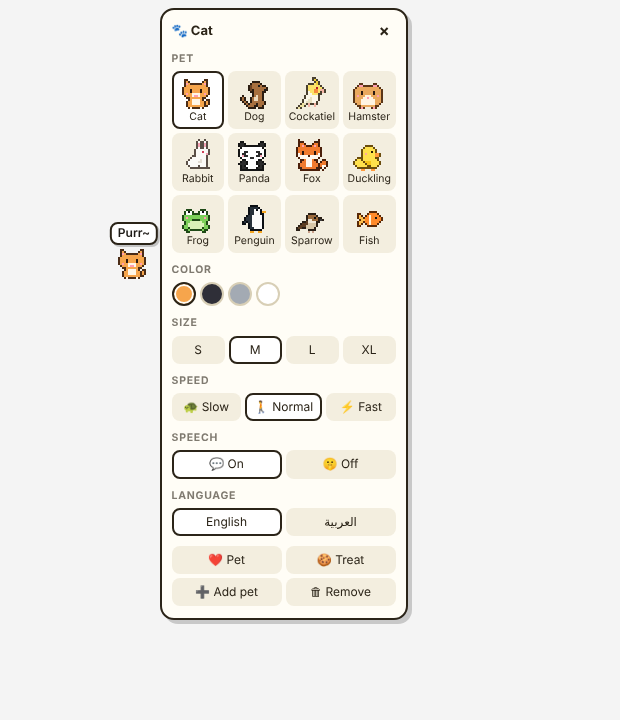 🐾 Cat ×
PET
Cat Dog Cockatiel Hamster
Rabbit Panda Fox Duckling
Purr~
Frog Penguin Sparrow Fish
COLOR
SIZE
S M L XL
SPEED
🐢 Slow 🚶 Normal ⚡ Fast
SPEECH
💬 On 🤫 Off
LANGUAGE
English العربية
❤️ Pet 🍪 Treat
➕ Add pet 🗑 Remove